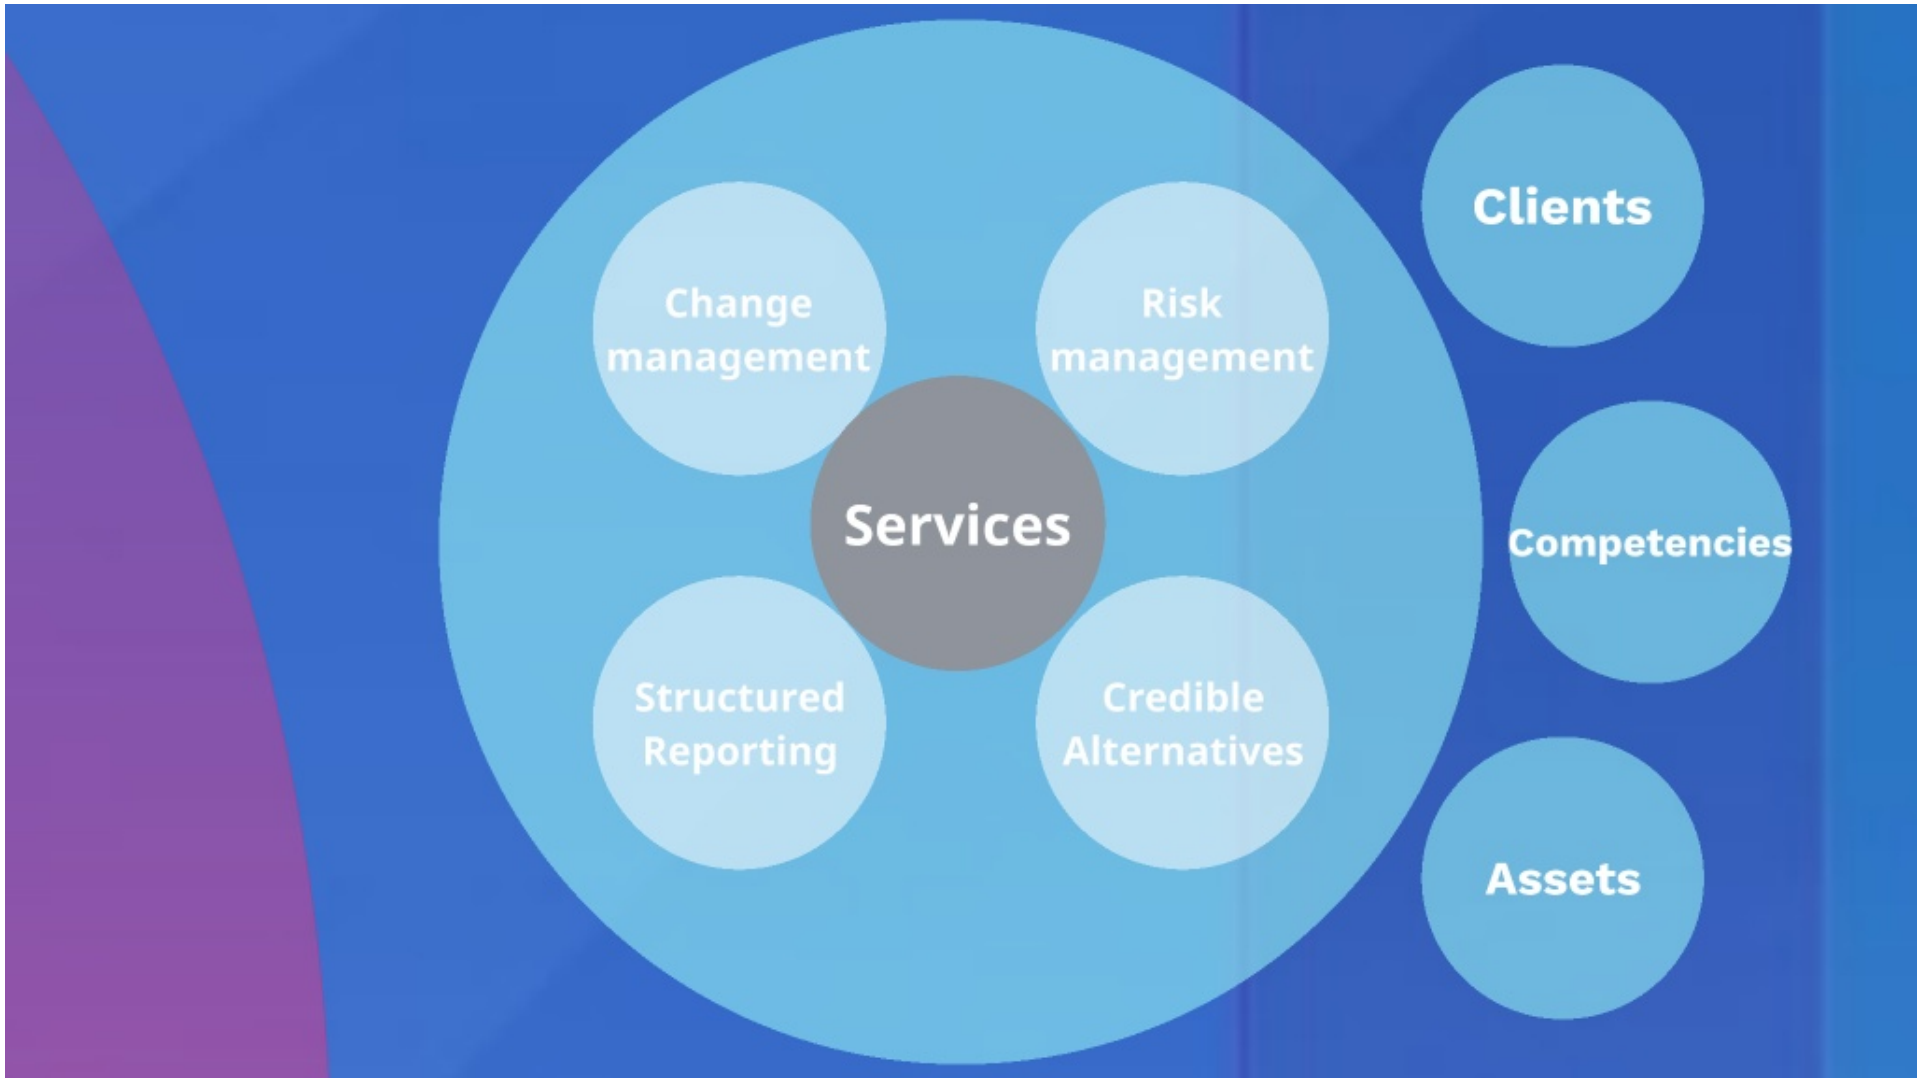 Change
management
Risk
management
Services
Structured
Reporting
Credible
Alternatives
Clients
Competencies
Assets